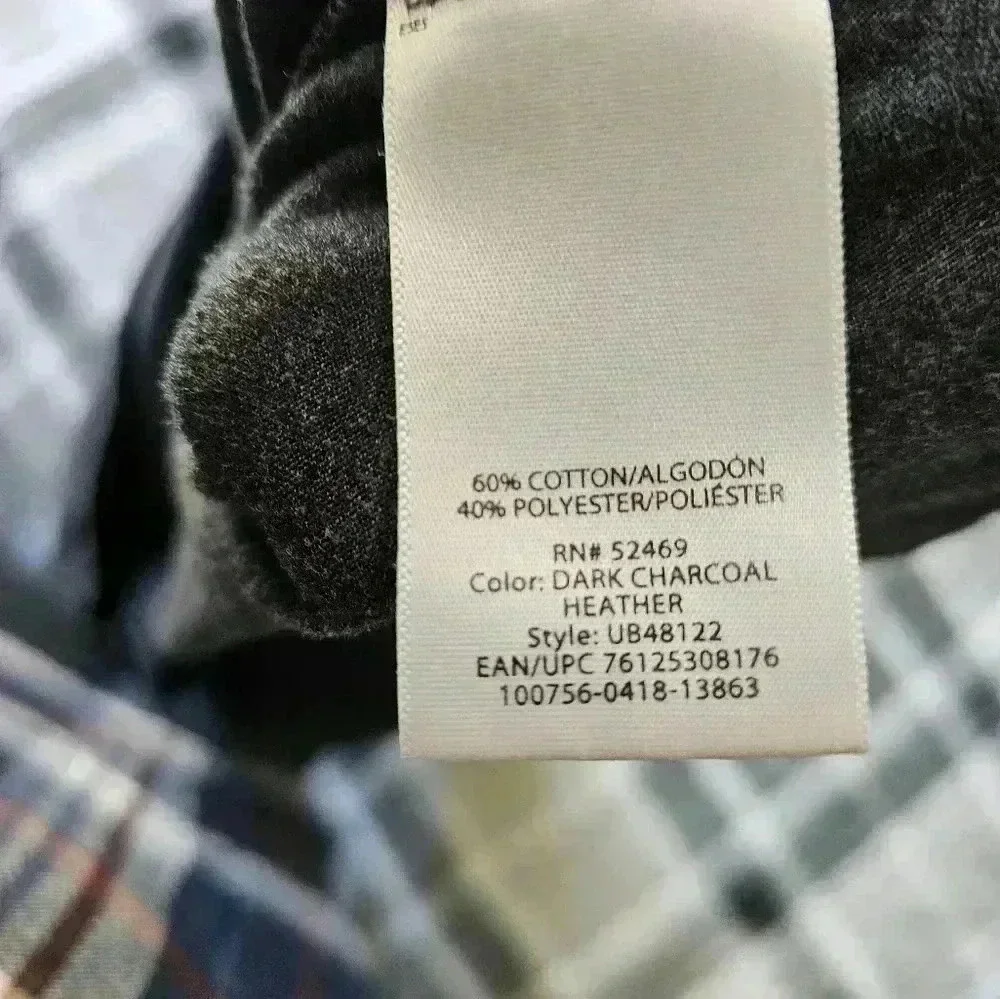 60% COTTON/ALGODÓN
40% POLYESTER/POLIÉSTER
RN# 52469
Color: DARK CHARCOAL
HEATHER
Style: UB48122
EAN/UPC 76125308176
100756-0418-13863